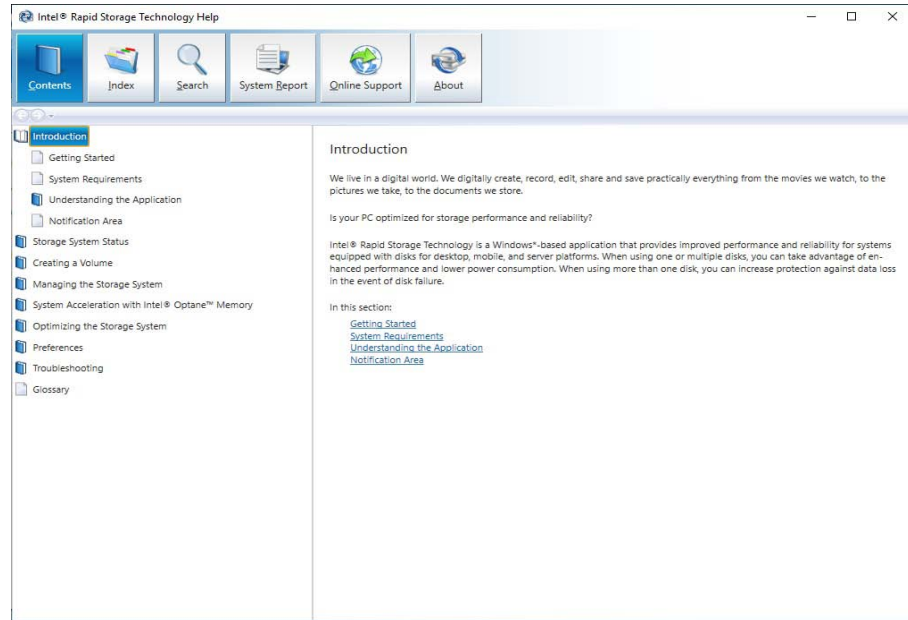 Intel® Rapid Storage Technology Help
Contents
Index
Search
System Report
Online Support
About
Introduction
Getting Started
System Requirements
Understanding the Application
Notification Area
Storage System Status
Creating a Volume
Managing the Storage System
System Acceleration with Intel® Optane™ Memory
Optimizing the Storage System
Preferences
Troubleshooting
Glossary
Introduction
We live in a digital world. We digitally create, record, edit, share and save practically everything from the movies we watch, to the
pictures we take, to the documents we store.
Is your PC optimized for storage performance and reliability?
Intel® Rapid Storage Technology is a Windows*-based application that provides improved performance and reliability for systems
equipped with disks for desktop, mobile, and server platforms. When using one or multiple disks, you can take advantage of en-
hanced performance and lower power consumption. When using more than one disk, you can increase protection against data loss
in the event of disk failure.
In this section:
Getting Started
System Requirements
Understanding the Application
Notification Area